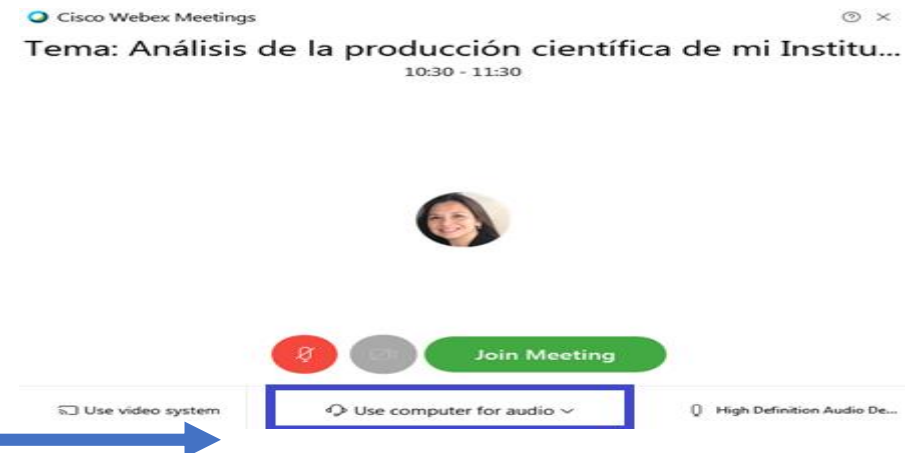 Cisco Webex Meetings
Tema: Análisis de la producción científica de mi Institu...
10:30 - 11:30
Join Meeting
Use video system
Use computer for audio
High Definition Audio De...